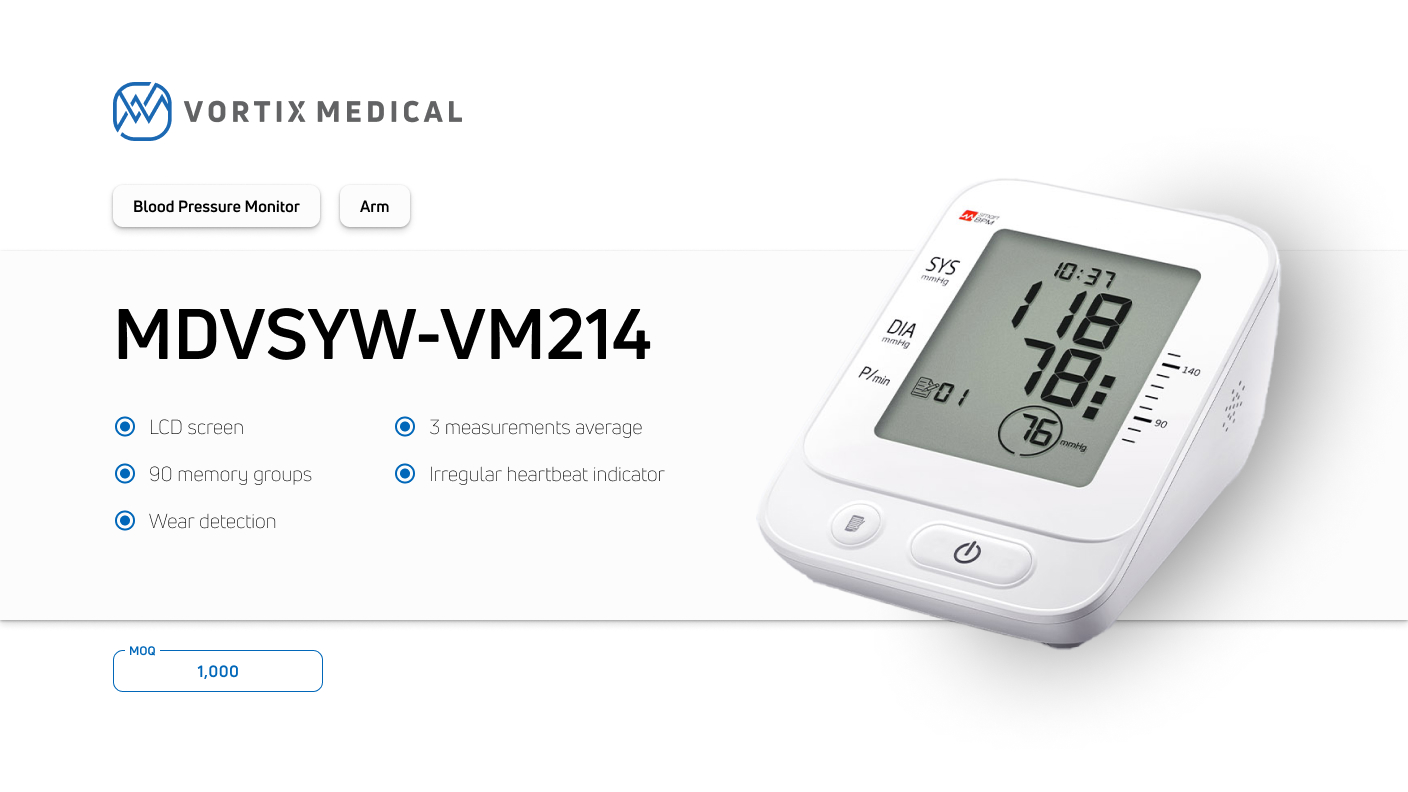 VORTIX MEDICAL
Blood Pressure Monitor
Arm
MDVSYW-VM214
LCD screen
3 measurements average
90 memory groups
Irregular heartbeat indicator
Wear detection
MOQ
1,000
smart
BPM
SYS
mmHg
DIA
mmHg
P/min
10:37
118
78
01
76
mmHg
140
90